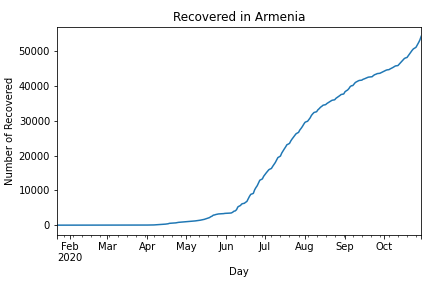 Recovered in Armenia
Number of Recovered
50000
40000
30000
20000
10000
0
Feb Mar Apr May Jun Jul Aug Sep Oct
2020
Day